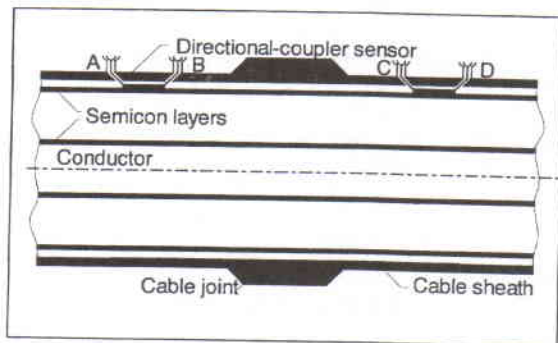 Directional-coupler sensor
A
B
C
D
Semicon layers
Conductor
Cable joint
Cable sheath